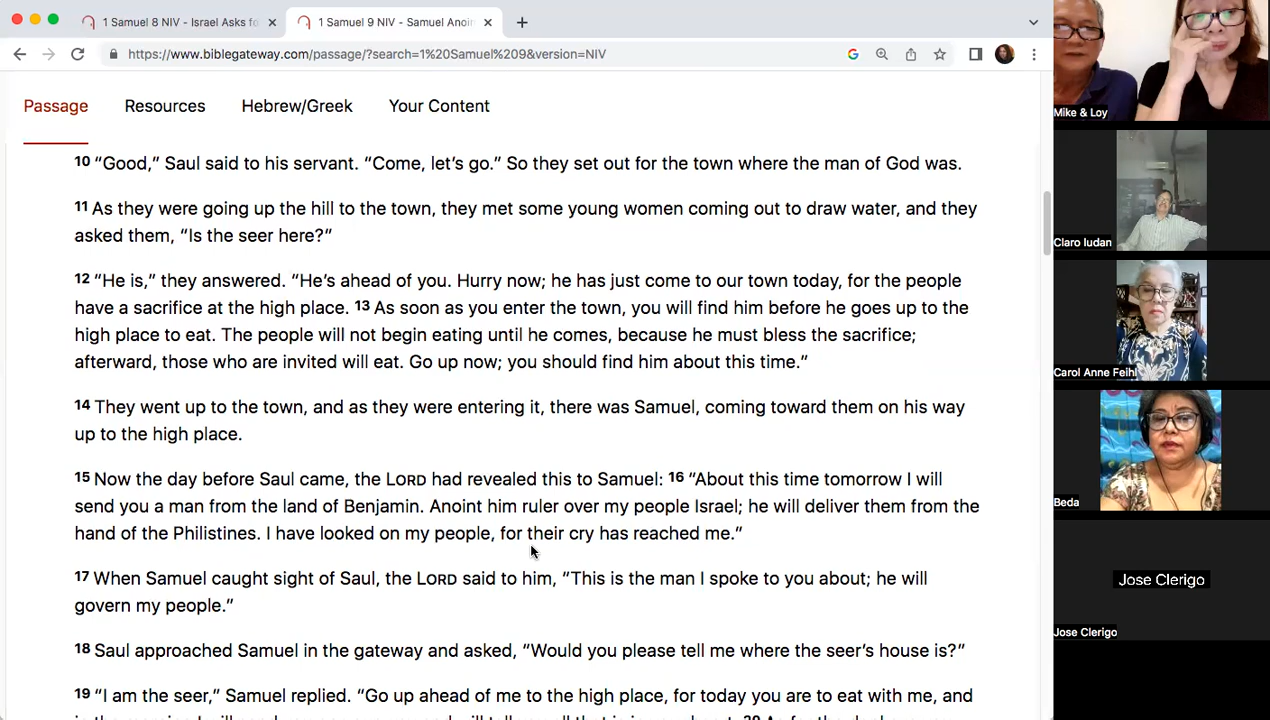 1 Samuel 8 NIV - Israel Asks fo
1 Samuel 9 NIV - Samuel Anoin
https://www.biblegateway.com/passage/?search=1%20Samuel%209&version=NIV
Passage Resources Hebrew/Greek Your Content
10 “Good,” Saul said to his servant. “Come, let’s go.” So they set out for the town where the man of God was.
11 As they were going up the hill to the town, they met some young women coming out to draw water, and they
asked them, “Is the seer here?”
12 “He is,” they answered. “He’s ahead of you. Hurry now; he has just come to our town today, for the people
have a sacrifice at the high place. 13 As soon as you enter the town, you will find him before he goes up to the
high place to eat. The people will not begin eating until he comes, because he must bless the sacrifice;
afterward, those who are invited will eat. Go up now; you should find him about this time.”
14 They went up to the town, and as they were entering it, there was Samuel, coming toward them on his way
up to the high place.
15 Now the day before Saul came, the LORD had revealed this to Samuel: 16 “About this time tomorrow I will
send you a man from the land of Benjamin. Anoint him ruler over my people Israel; he will deliver them from the
hand of the Philistines. I have looked on my people, for their cry has reached me.”
17 When Samuel caught sight of Saul, the LORD said to him, “This is the man I spoke to you about; he will
govern my people.”
18 Saul approached Samuel in the gateway and asked, “Would you please tell me where the seer’s house is?”
19 “I am the seer,” Samuel replied. “Go up ahead of me to the high place, for today you are to eat with me, and
Mike & Loy
Claro Iudan
Carol Anne Feihl
Beda
Jose Clerigo
Jose Clerigo